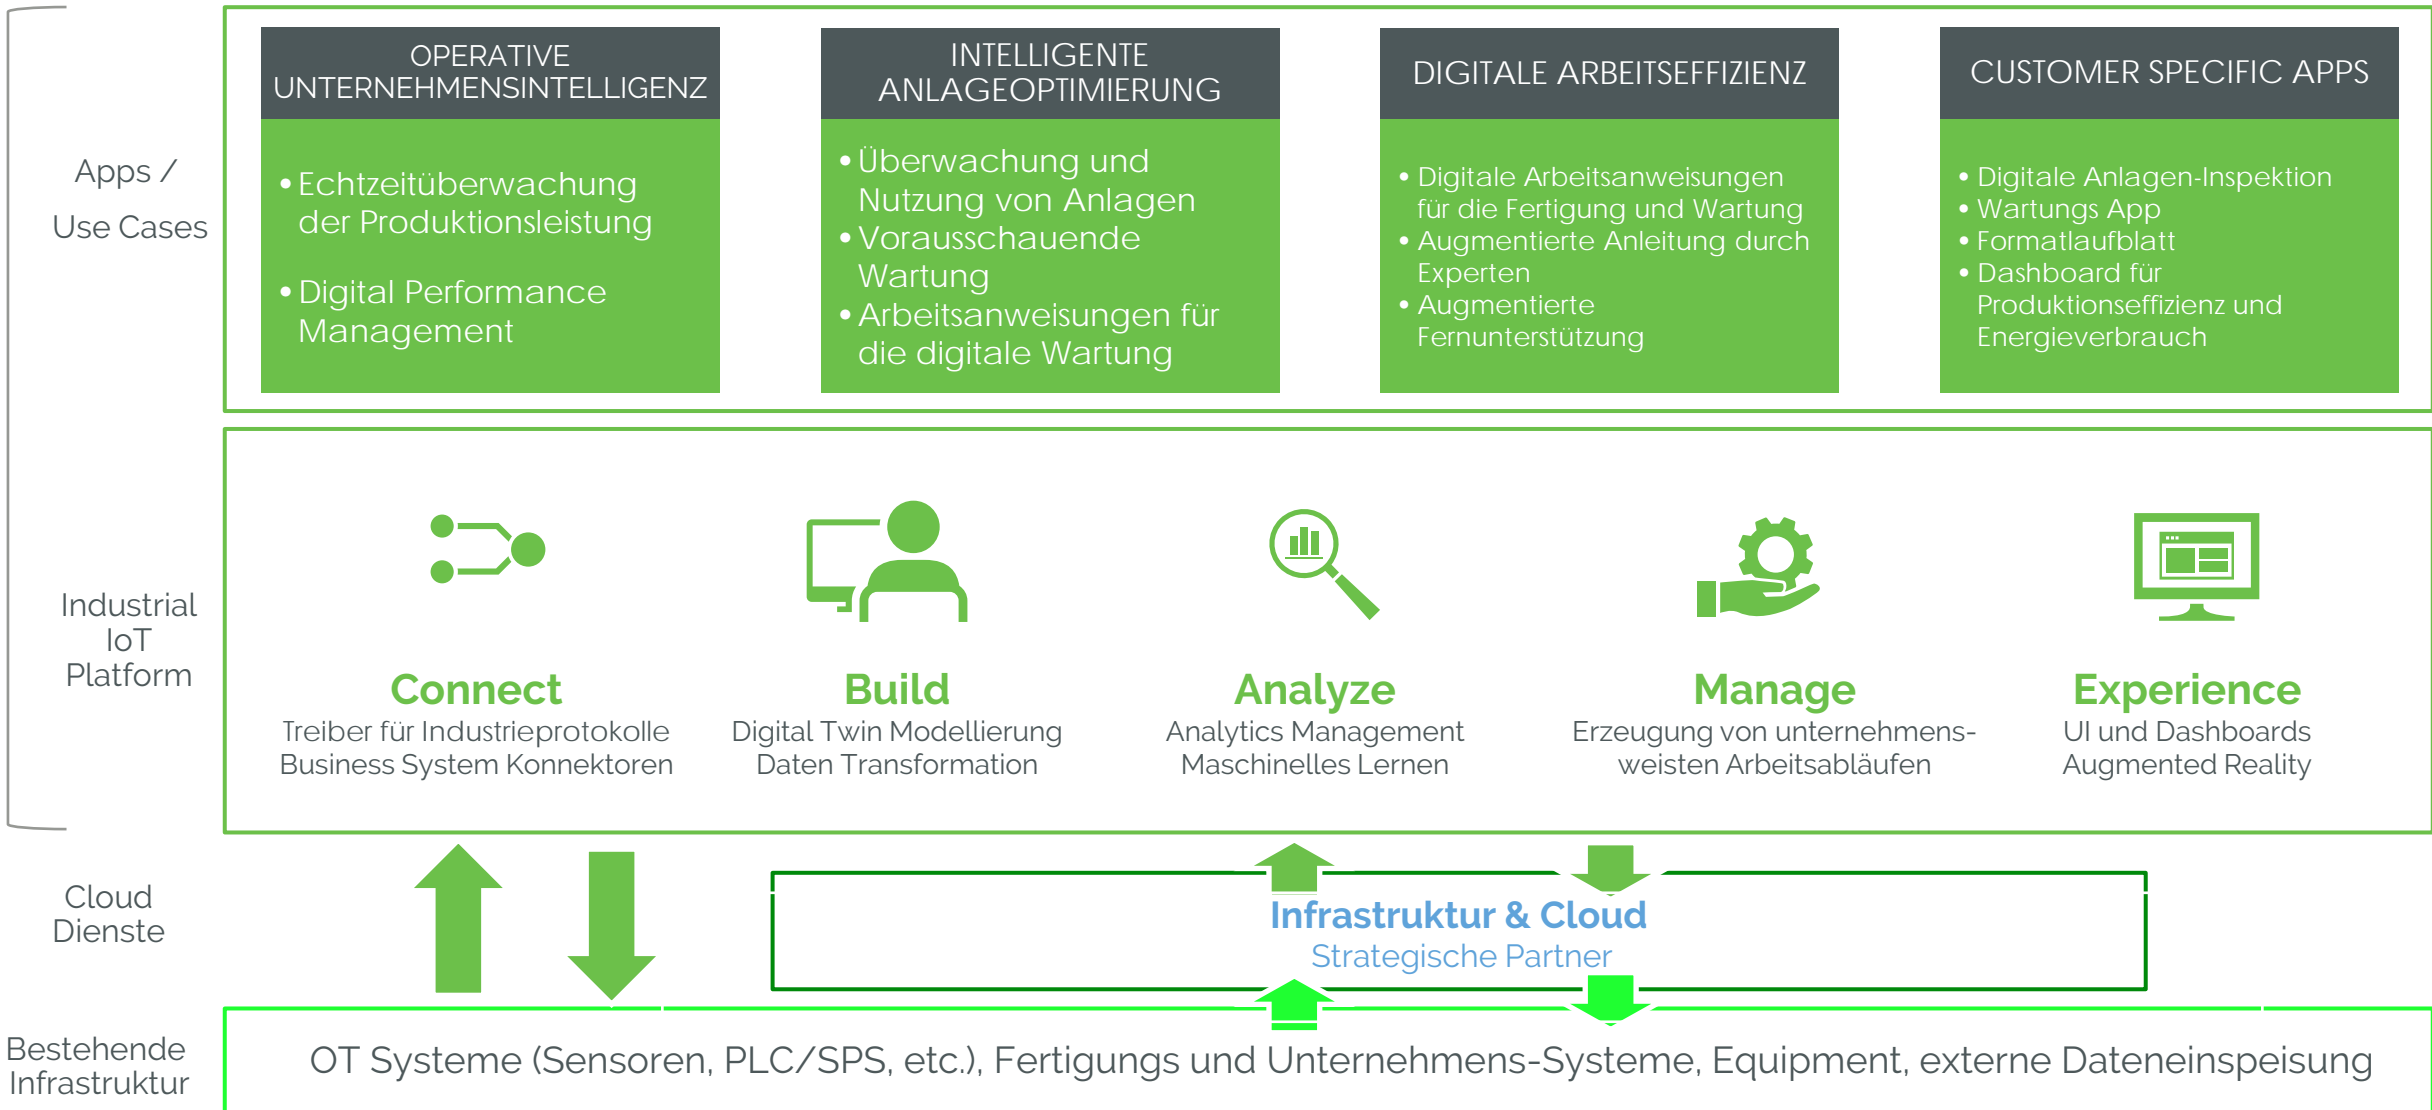 Apps /
Use Cases
OPERATIVE
UNTERNEHMENSINTELLIGENZ
• Echtzeitüberwachung
der Produktionsleistung
• Digital Performance
Management
INTELLIGENTE
ANLAGEOPTIMIERUNG
• Überwachung und
Nutzung von Anlagen
• Vorausschauende
Wartung
• Arbeitsanweisungen für
die digitale Wartung
DIGITALE ARBEITSEFFIZIENZ
• Digitale Arbeitsanweisungen
für die Fertigung und Wartung
• Augmentierte Anleitung durch
Experten
• Augmentierte
Fernunterstützung
CUSTOMER SPECIFIC APPS
• Digitale Anlagen-Inspektion
• Wartungs App
• Formatlaufblatt
• Dashboard für
Produktionseffizienz und
Energieverbrauch
Industrial
IoT
Platform
Connect
Treiber für Industrieprotokolle
Business System Konnektoren
Build
Digital Twin Modellierung
Daten Transformation
Analyze
Analytics Management
Maschinelles Lernen
Manage
Erzeugung von unternehmens-
weisten Arbeitsabläufen
Experience
UI und Dashboards
Augmented Reality
Cloud
Dienste
Infrastruktur & Cloud
Strategische Partner
Bestehende
Infrastruktur
OT Systeme (Sensoren, PLC/SPS, etc.), Fertigungs und Unternehmens-Systeme, Equipment, externe Dateneinspeisung